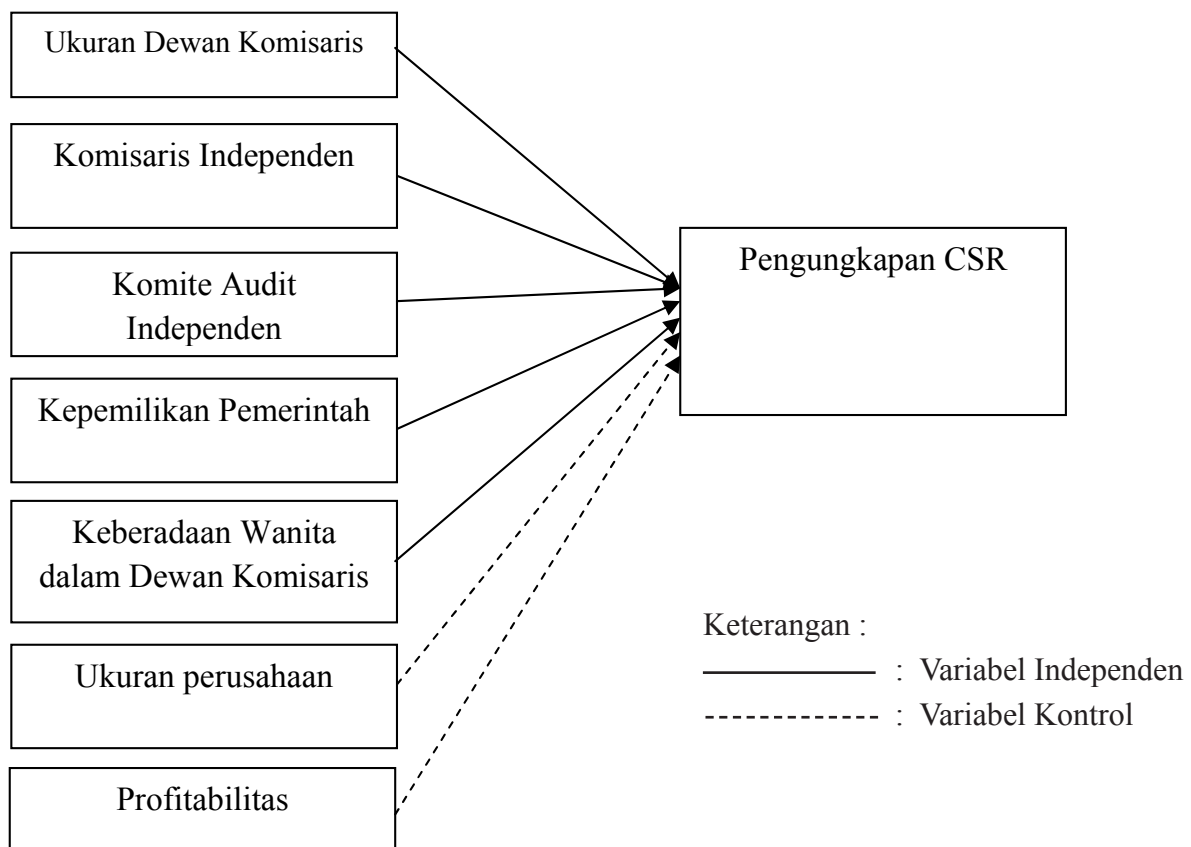 Ukuran Dewan Komisaris
Komisaris Independen
Komite Audit
Independen
Kepemilikan Pemerintah
Keberadaan Wanita
dalam Dewan Komisaris
Ukuran perusahaan
Profitabilitas
Pengungkapan CSR
Keterangan :
: Variabel Independen
: Variabel Kontrol